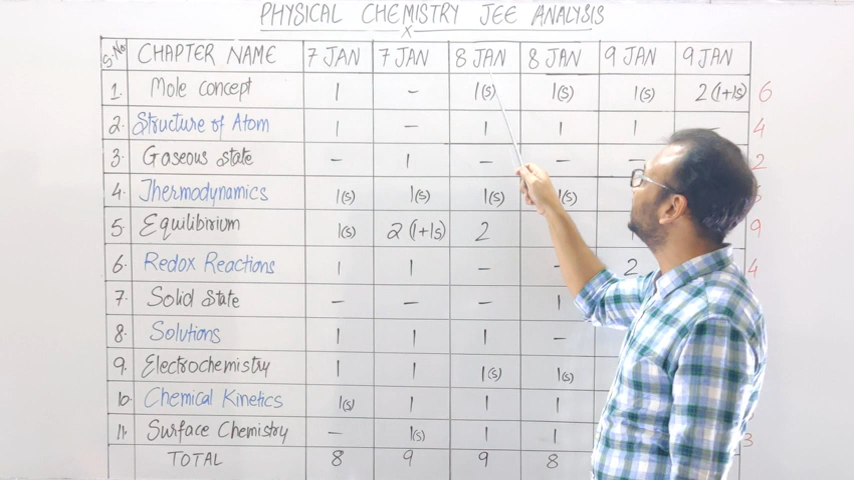 PHYSICAL CHEMISTRY JEE ANALYSIS
x
S.No. CHAPTER NAME 7 JAN 7 JAN 8 JAN 8 JAN 9 JAN 9 JAN
1. Mole concept 1 - 1(s) 1(s) 1(s) 2(1+1s) 6
2. Structure of Atom 1 - 1 1 1 - 4
3. Gaseous state - 1 - - - 2
4. Thermodynamics 1(s) 1(s) 1(s) 1(s)
5. Equilibirium 1(s) 2(1+1s) 2 9
6. Redox Reactions 1 1 - - 2 4
7. Solid State - - - 1
8. Solutions 1 1 1 -
9. Electrochemistry 1 1 1(s) 1(s)
10. Chemical Kinetics 1(s) 1 1 1
11. Surface Chemistry - 1(s) 1 1 3
TOTAL 8 9 9 8